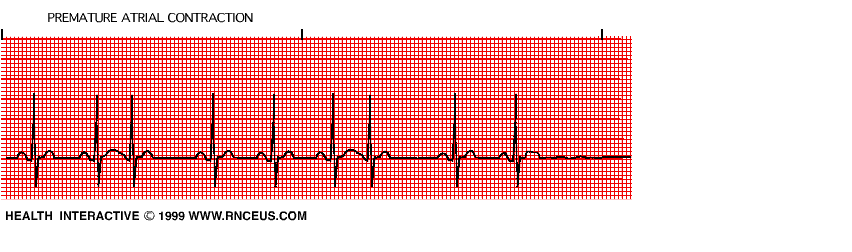 PREMATURE ATRIAL CONTRACTION
HEALTH INTERACTIVE © 1999 WWW.RNCEUS.COM